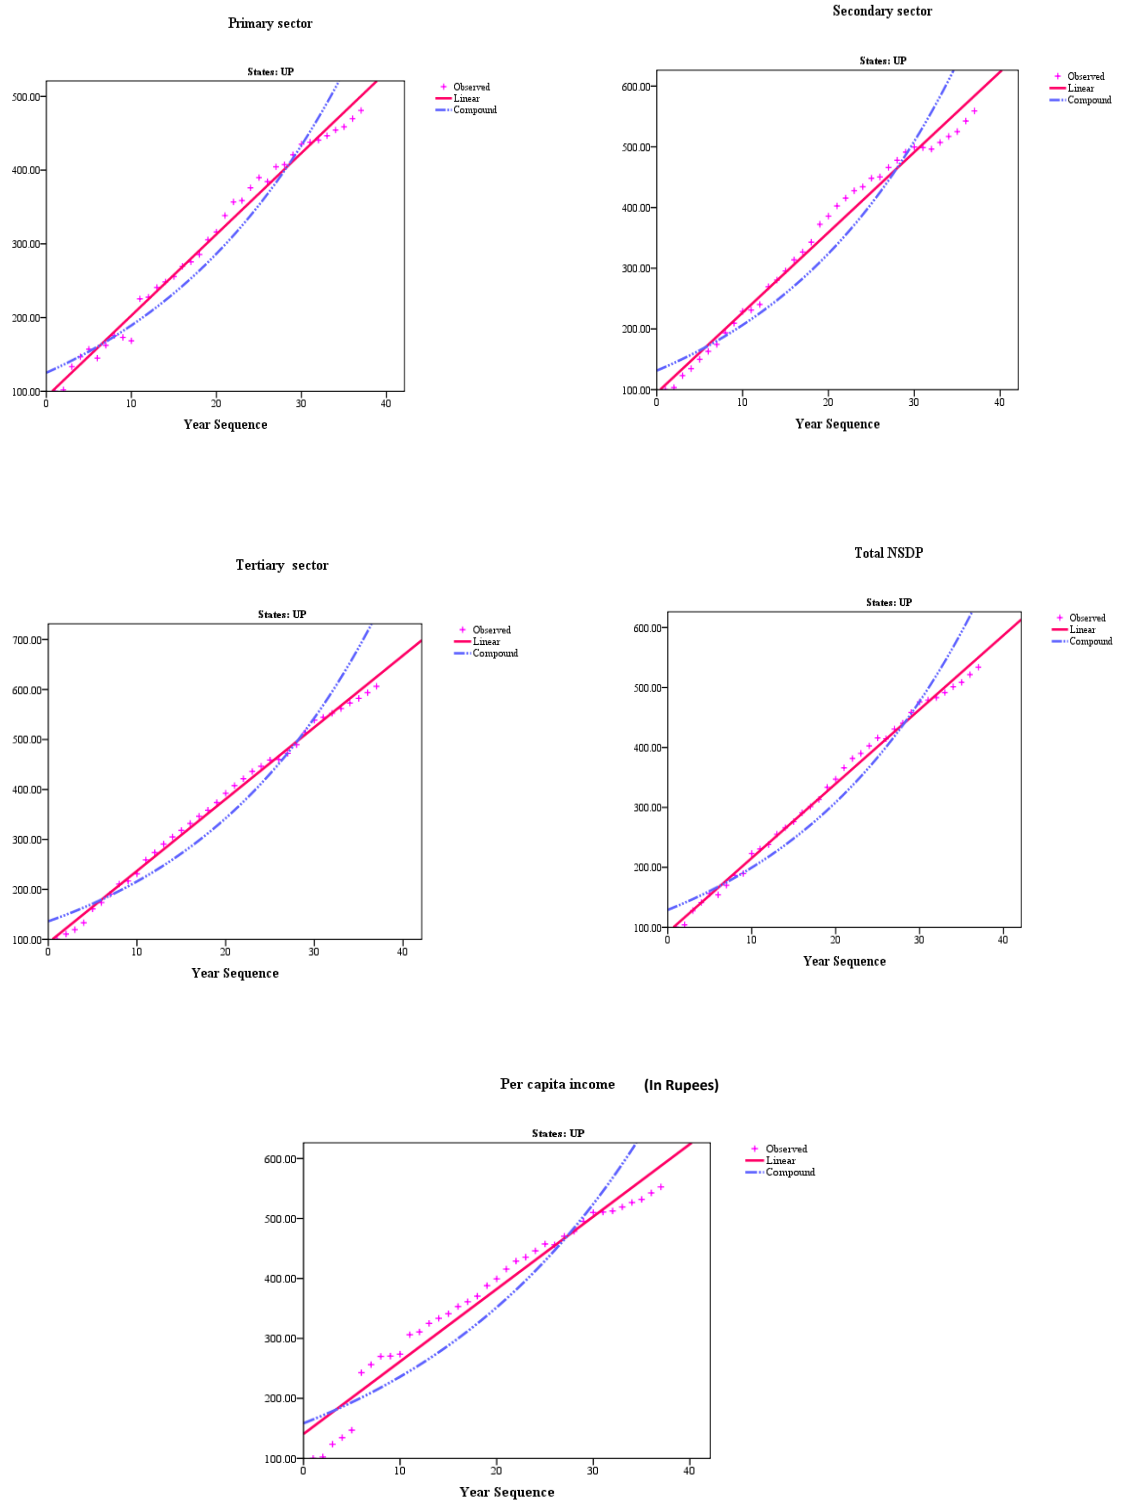 Primary sector
States: UP
500.00
400.00
300.00
200.00
100.00
0 10 20 30 40
Year Sequence
Observed
Linear
Compound
Secondary sector
States: UP
600.00
500.00
400.00
300.00
200.00
100.00
0 10 20 30 40
Year Sequence
Observed
Linear
Compound
Tertiary sector
States: UP
700.00
600.00
500.00
400.00
300.00
200.00
100.00
0 10 20 30 40
Year Sequence
Observed
Linear
Compound
Total NSDP
States: UP
600.00
500.00
400.00
300.00
200.00
100.00
0 10 20 30 40
Year Sequence
Observed
Linear
Compound
Per capita income (In Rupees)
States: UP
600.00
500.00
400.00
300.00
200.00
100.00
0 10 20 30 40
Year Sequence
Observed
Linear
Compound